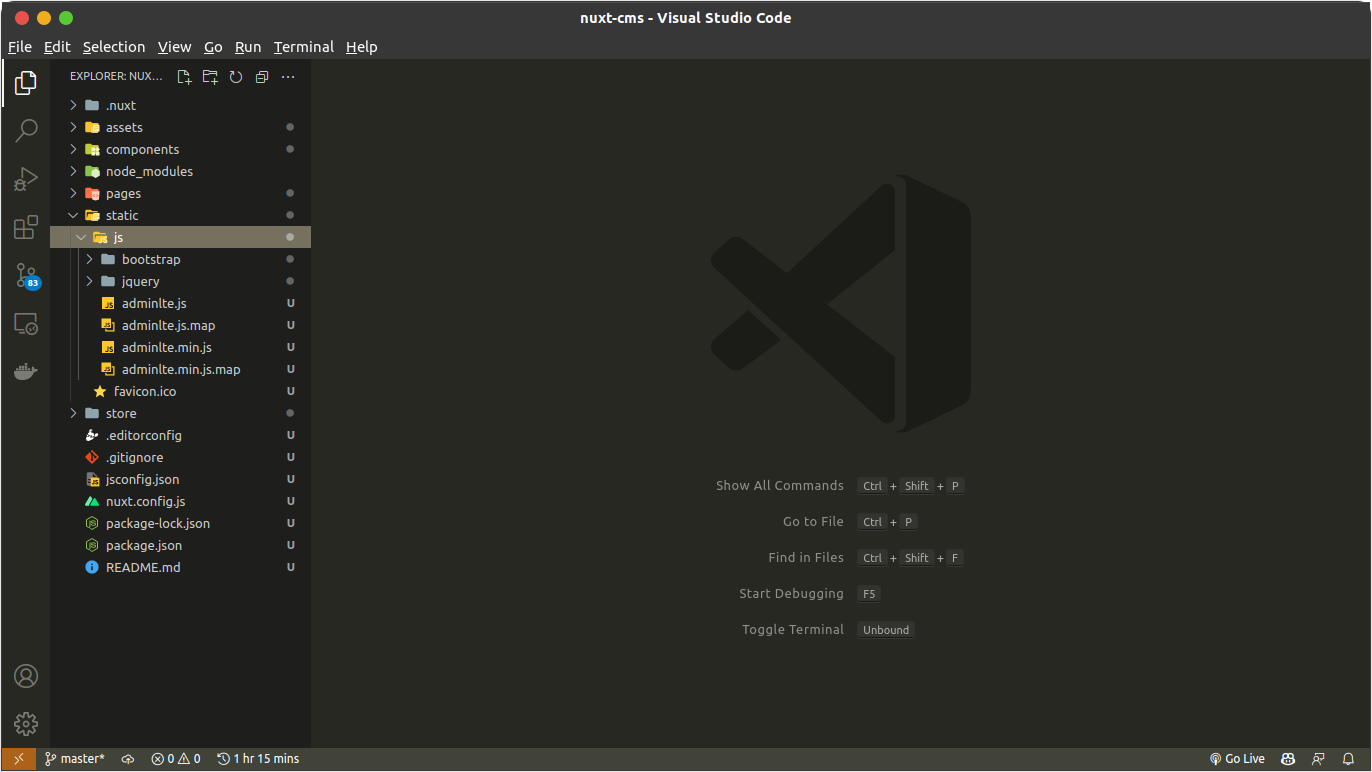 nuxt-cms - Visual Studio Code
File Edit Selection View Go Run Terminal Help
EXPLORER: NUX...
.nuxt
assets
components
node_modules
pages
static
js
bootstrap
jquery
adminlte.js U
adminlte.js.map U
adminlte.min.js U
adminlte.min.js.map U
favicon.ico U
store
.editorconfig U
.gitignore U
jsconfig.json U
nuxt.config.js U
package-lock.json U
package.json U
README.md U
83
Show All Commands Ctrl + Shift + P
Go to File Ctrl + P
Find in Files Ctrl + Shift + F
Start Debugging F5
Toggle Terminal Unbound
master* 0 0 1 hr 15 mins Go Live